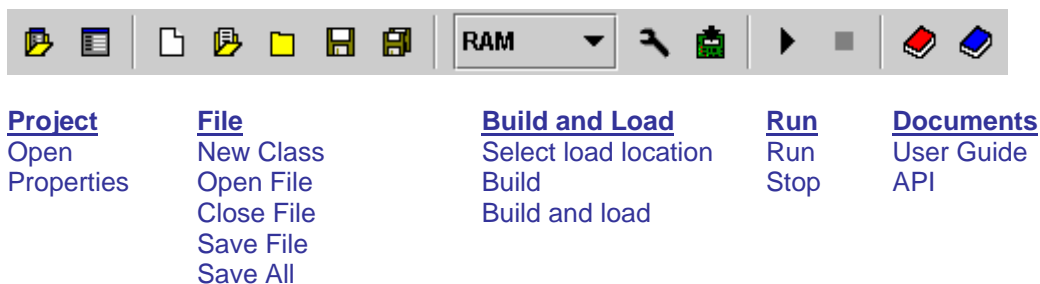 RAM
Project File Build and Load Run Documents
Open New Class Select load location Run User Guide
Properties Open File Build Stop API
Close File Build and load
Save File
Save All